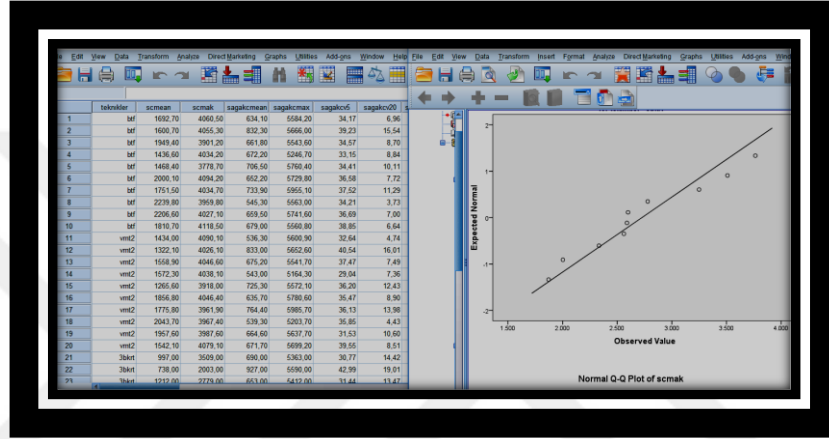 Edit View Data Transform Analyze Direct Marketing Graphs Utilities Add-ons Window Help
File Edit View Data Transform Insert Format Analyze Direct Marketing Graphs Utilities Add-ons
teknikler scmean scmak sagakcmean sagakcmax sagakcv5 sagakcv20
1 btf 1692,70 4060,50 634,10 5584,20 34,17 6,96
2 btf 1600,70 4055,30 832,30 5666,00 39,23 15,54
3 btf 1949,40 3901,20 661,80 5543,60 34,57 8,70
4 btf 1436,60 4034,20 672,20 5246,70 33,15 8,84
5 btf 1468,40 3778,70 706,50 5760,40 34,41 10,11
6 btf 2000,10 4094,20 652,20 5729,80 36,58 7,72
7 btf 1751,50 4034,70 733,90 5955,10 37,52 11,29
8 btf 2239,80 3959,80 545,30 5563,00 34,21 3,73
9 btf 2206,60 4027,10 659,50 5741,60 36,69 7,00
10 btf 1810,70 4118,50 679,00 5560,80 38,85 6,64
11 vmt2 1434,00 4090,10 536,30 5600,90 32,64 4,74
12 vmt2 1322,10 4026,10 833,00 5652,60 40,54 16,01
13 vmt2 1558,90 4046,60 675,20 5541,70 37,47 7,49
14 vmt2 1572,30 4038,10 543,00 5164,30 29,04 7,36
15 vmt2 1265,60 3918,00 725,30 5572,10 36,20 12,43
16 vmt2 1856,80 4046,40 635,70 5780,60 35,47 8,90
17 vmt2 1775,80 3961,90 764,40 5985,70 36,13 13,98
18 vmt2 2043,70 3967,40 539,30 5203,70 35,85 4,43
19 vmt2 1957,60 3987,60 664,60 5637,70 31,53 10,60
20 vmt2 1542,10 4079,10 671,70 5699,20 39,55 8,51
21 3bkrt 997,00 3509,00 690,00 5363,00 30,77 14,42
22 3bkrt 738,00 2003,00 927,00 5590,00 42,99 19,01
23 3bkrt 1212,00 2779,00 653,00 5412,00 31,44 13,47
Expected Normal
2
1
0
-1
-2
1.500 2.000 2.500 3.000 3.500 4.000
Observed Value
Normal Q-Q Plot of scmak